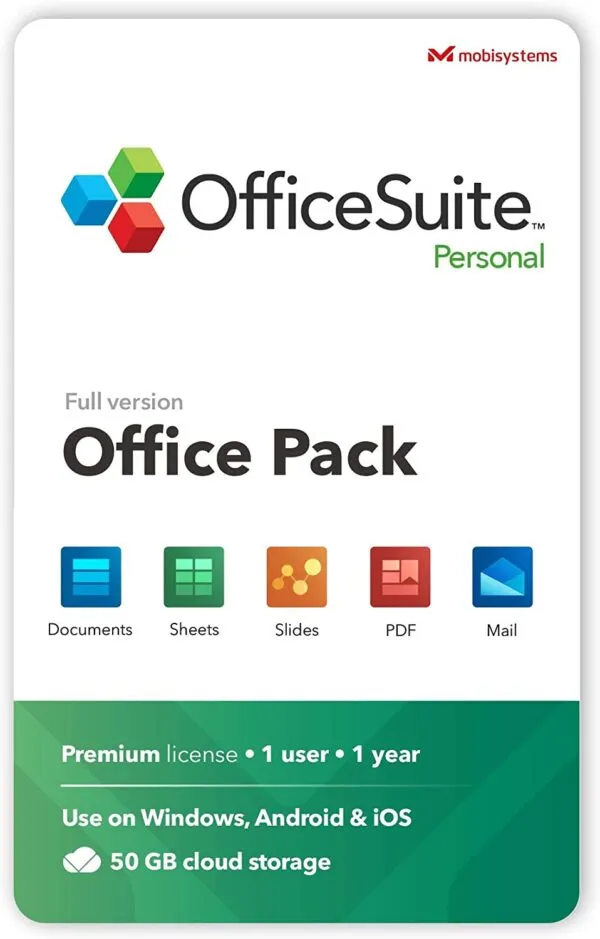 mobisystems
OfficeSuite™
Personal
Full version
Office Pack
Documents Sheets Slides PDF Mail
Premium license • 1 user • 1 year
Use on Windows, Android & iOS
50 GB cloud storage